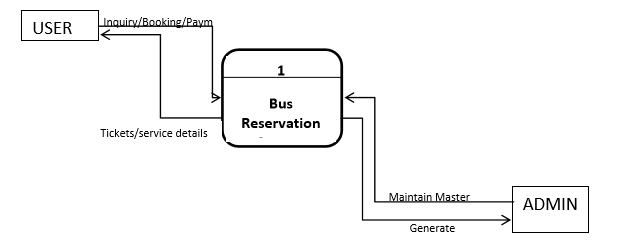 USER
Inquiry/Booking/Paym
1
Bus
Reservation
Tickets/service details
Maintain Master
ADMIN
Generate